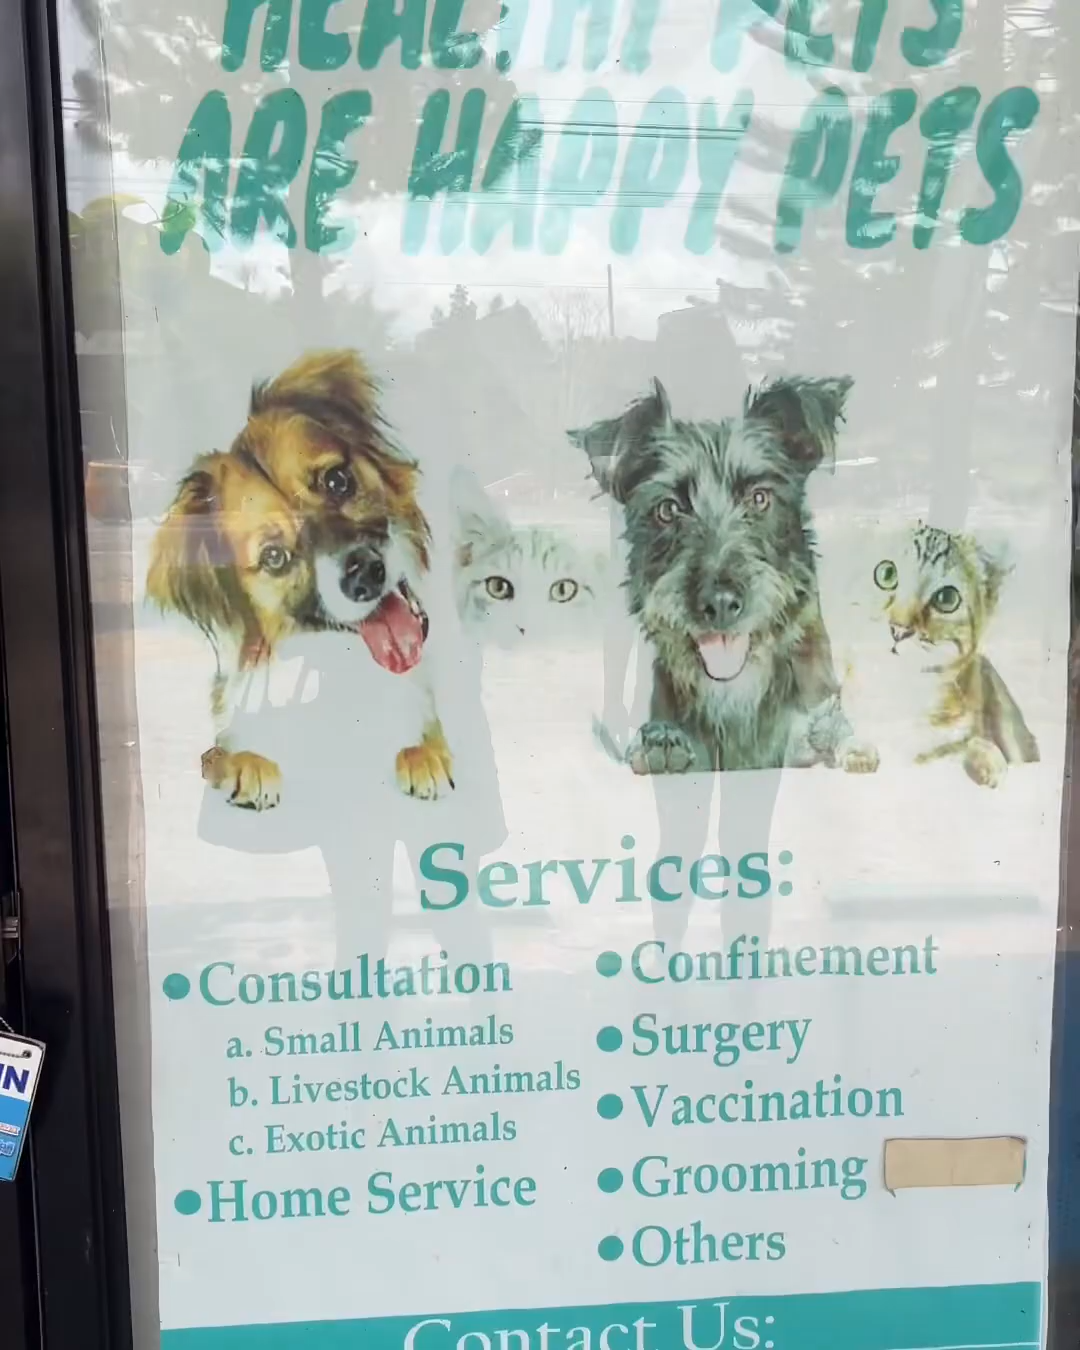 HEALTHY PETS
ARE HAPPY PETS
Services:
●Consultation
a. Small Animals
b. Livestock Animals
c. Exotic Animals
●Home Service
●Confinement
●Surgery
●Vaccination
●Grooming
●Others
Contact Us:
IN